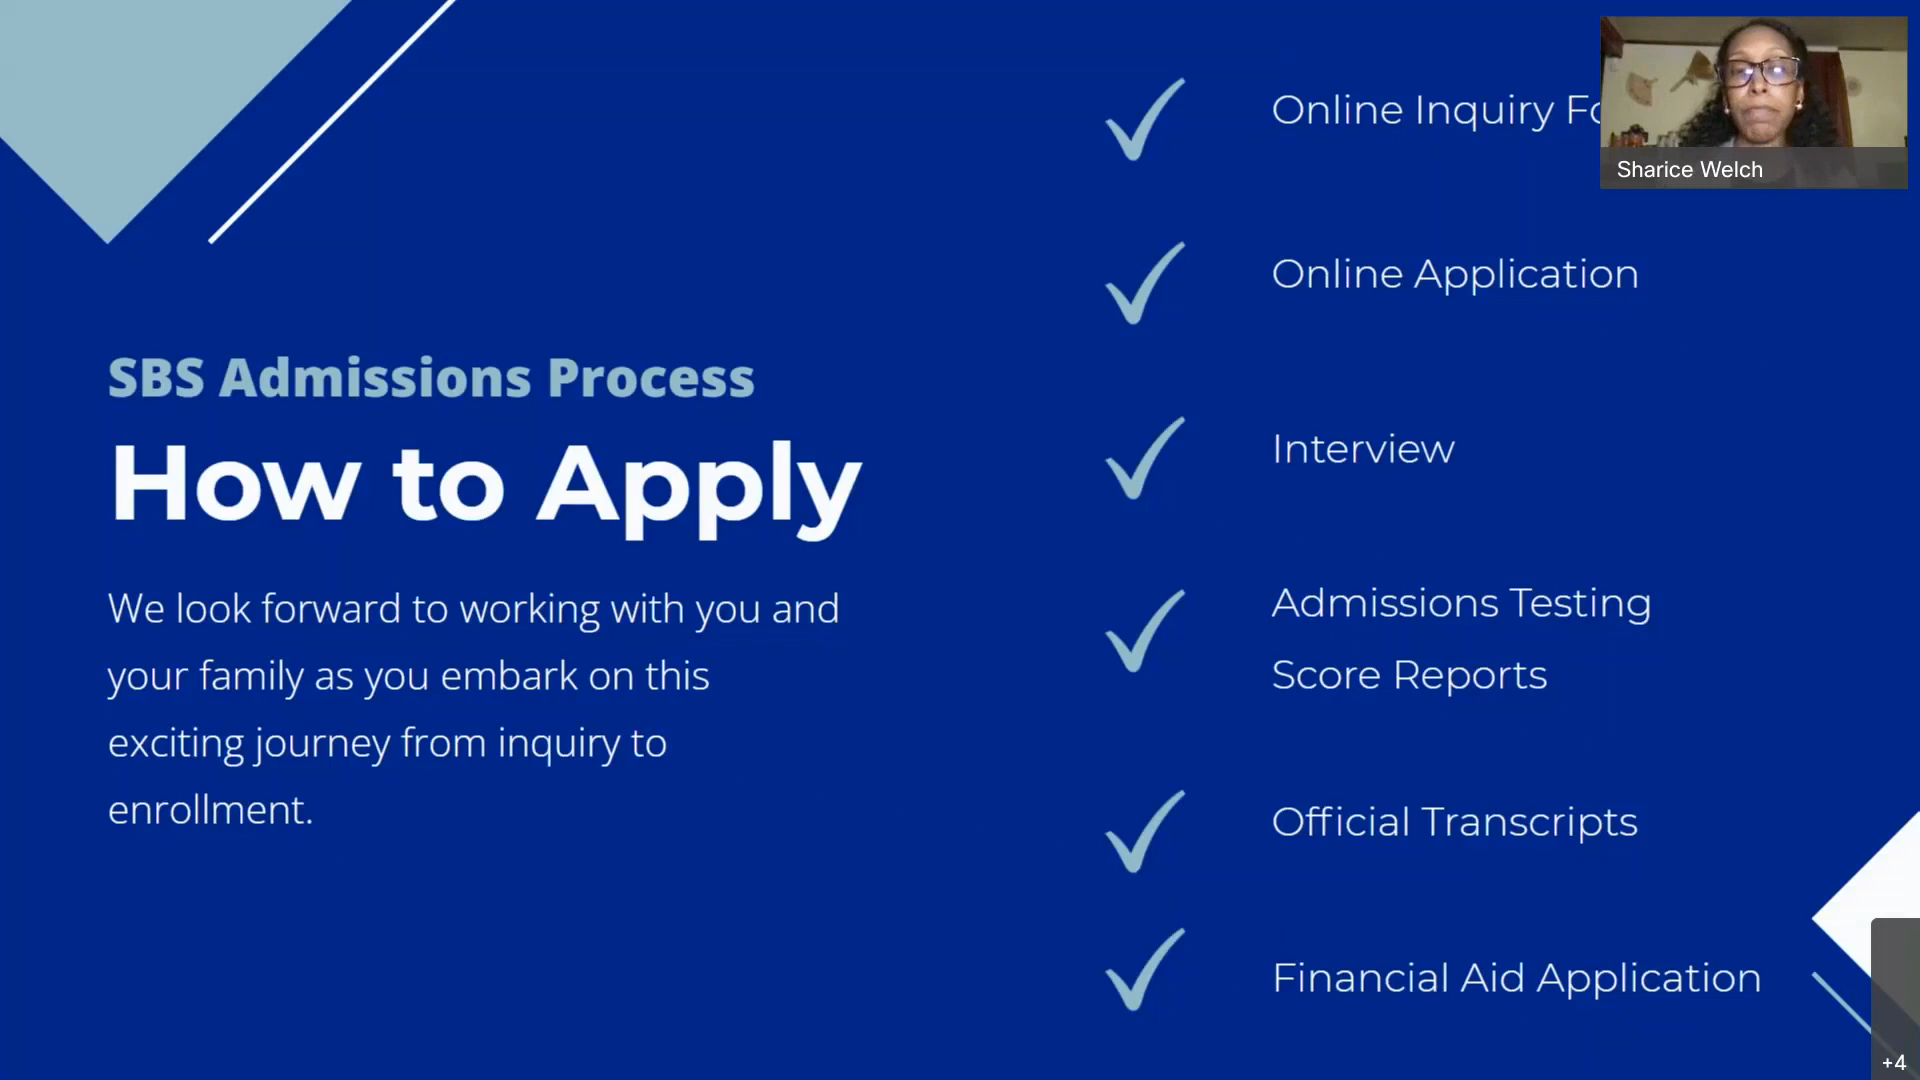 SBS Admissions Process
How to Apply
We look forward to working with you and
your family as you embark on this
exciting journey from inquiry to
enrollment.
Online Inquiry
Online Application
Interview
Admissions Testing
Score Reports
Official Transcripts
Financial Aid Application
Sharice Welch
+4